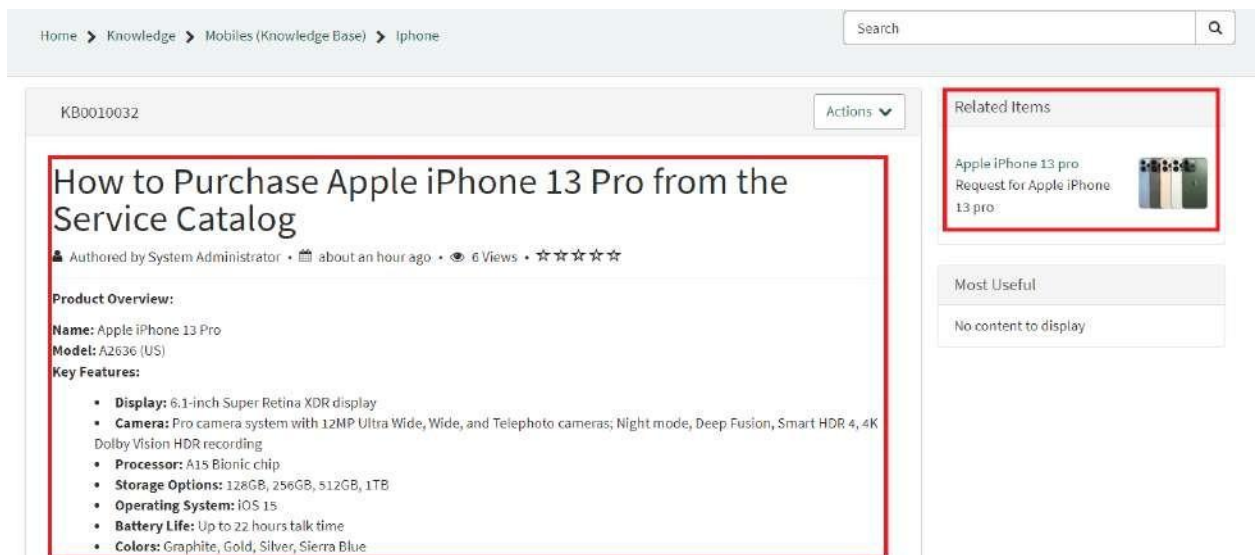 Home > Knowledge > Mobiles (Knowledge Base) > Iphone
Search
KB0010032
Actions
How to Purchase Apple iPhone 13 Pro from the
Service Catalog
Authored by System Administrator • about an hour ago • 6 Views •
Product Overview:
Name: Apple iPhone 13 Pro
Model: A2636 (US)
Key Features:
• Display: 6.1-inch Super Retina XDR display
• Camera: Pro camera system with 12MP Ultra Wide, Wide, and Telephoto cameras; Night mode, Deep Fusion, Smart HDR 4, 4K
Dolby Vision HDR recording
• Processor: A15 Bionic chip
• Storage Options: 128GB, 256GB, 512GB, 1TB
• Operating System: iOS 15
• Battery Life: Up to 22 hours talk time
• Colors: Graphite, Gold, Silver, Sierra Blue
Related Items
Apple iPhone 13 pro
Request for Apple iPhone
13 pro
Most Useful
No content to display